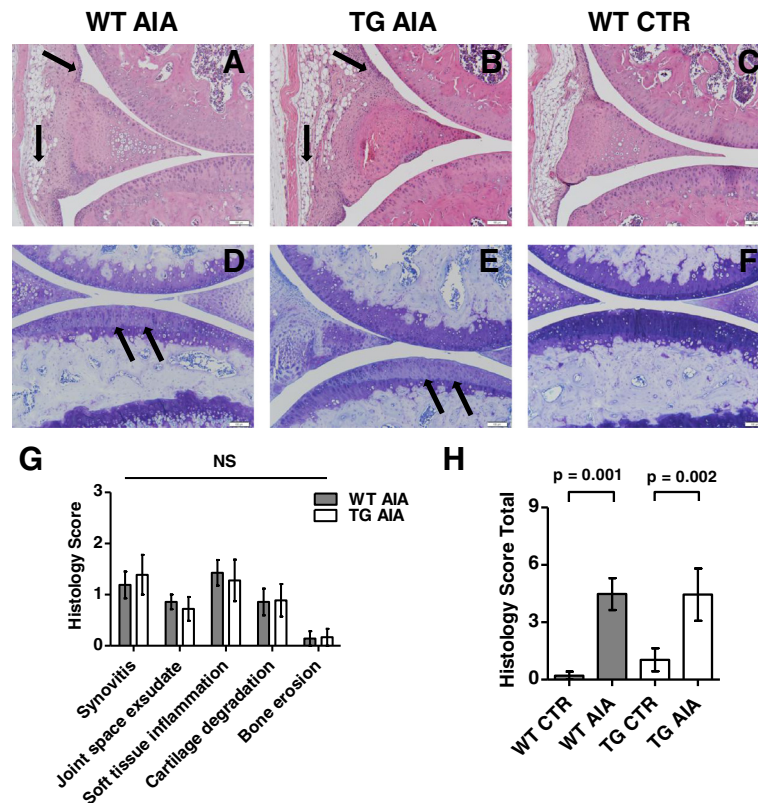 WT AIA TG AIA WT CTR
A B C
D E F
G
NS
Histology Score
3
2
1
0
WT AIA
TG AIA
Synovitis
Joint space exsudate
Soft tissue inflammation
Cartilage degradation
Bone erosion
H
p = 0.001 p = 0.002
Histology Score Total
9
6
3
0
WT CTR
WT AIA
TG CTR
TG AIA